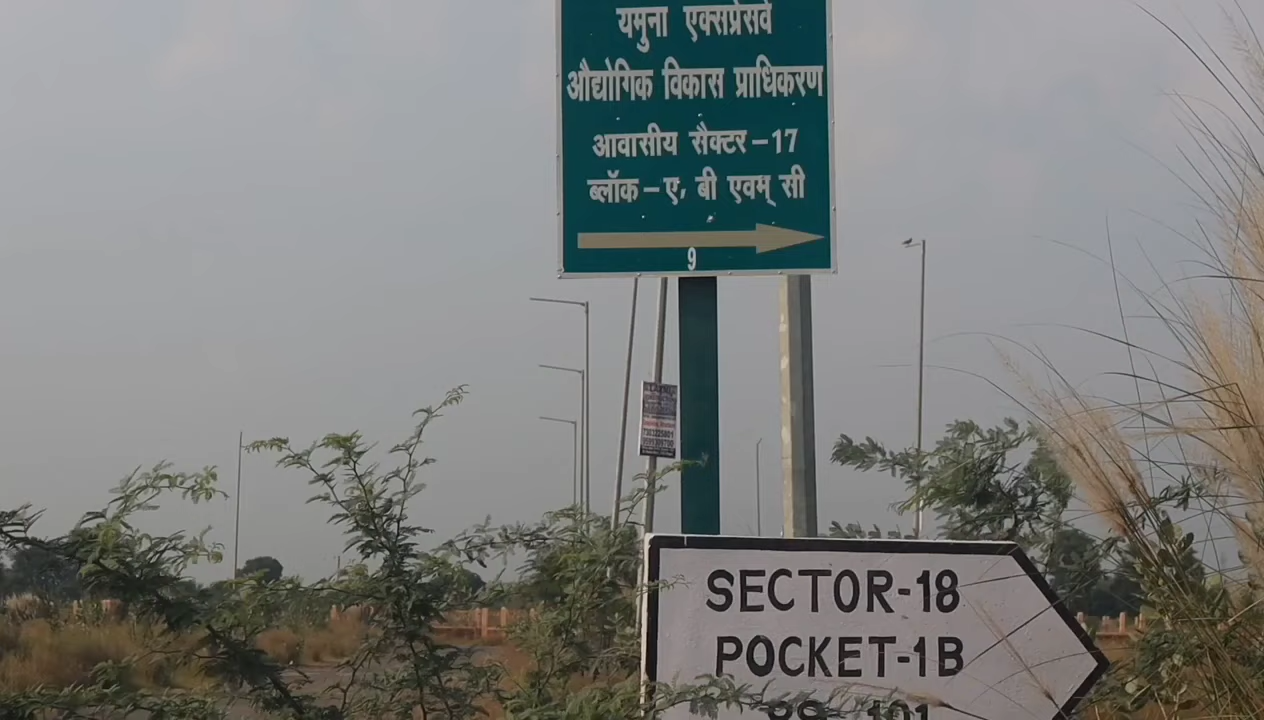 यमुना एक्सप्रेसवे
औद्योगिक विकास प्राधिकरण
आवासीय सैक्टर-17
ब्लॉक-ए, बी एवम् सी
9
SECTOR-18
POCKET-1B